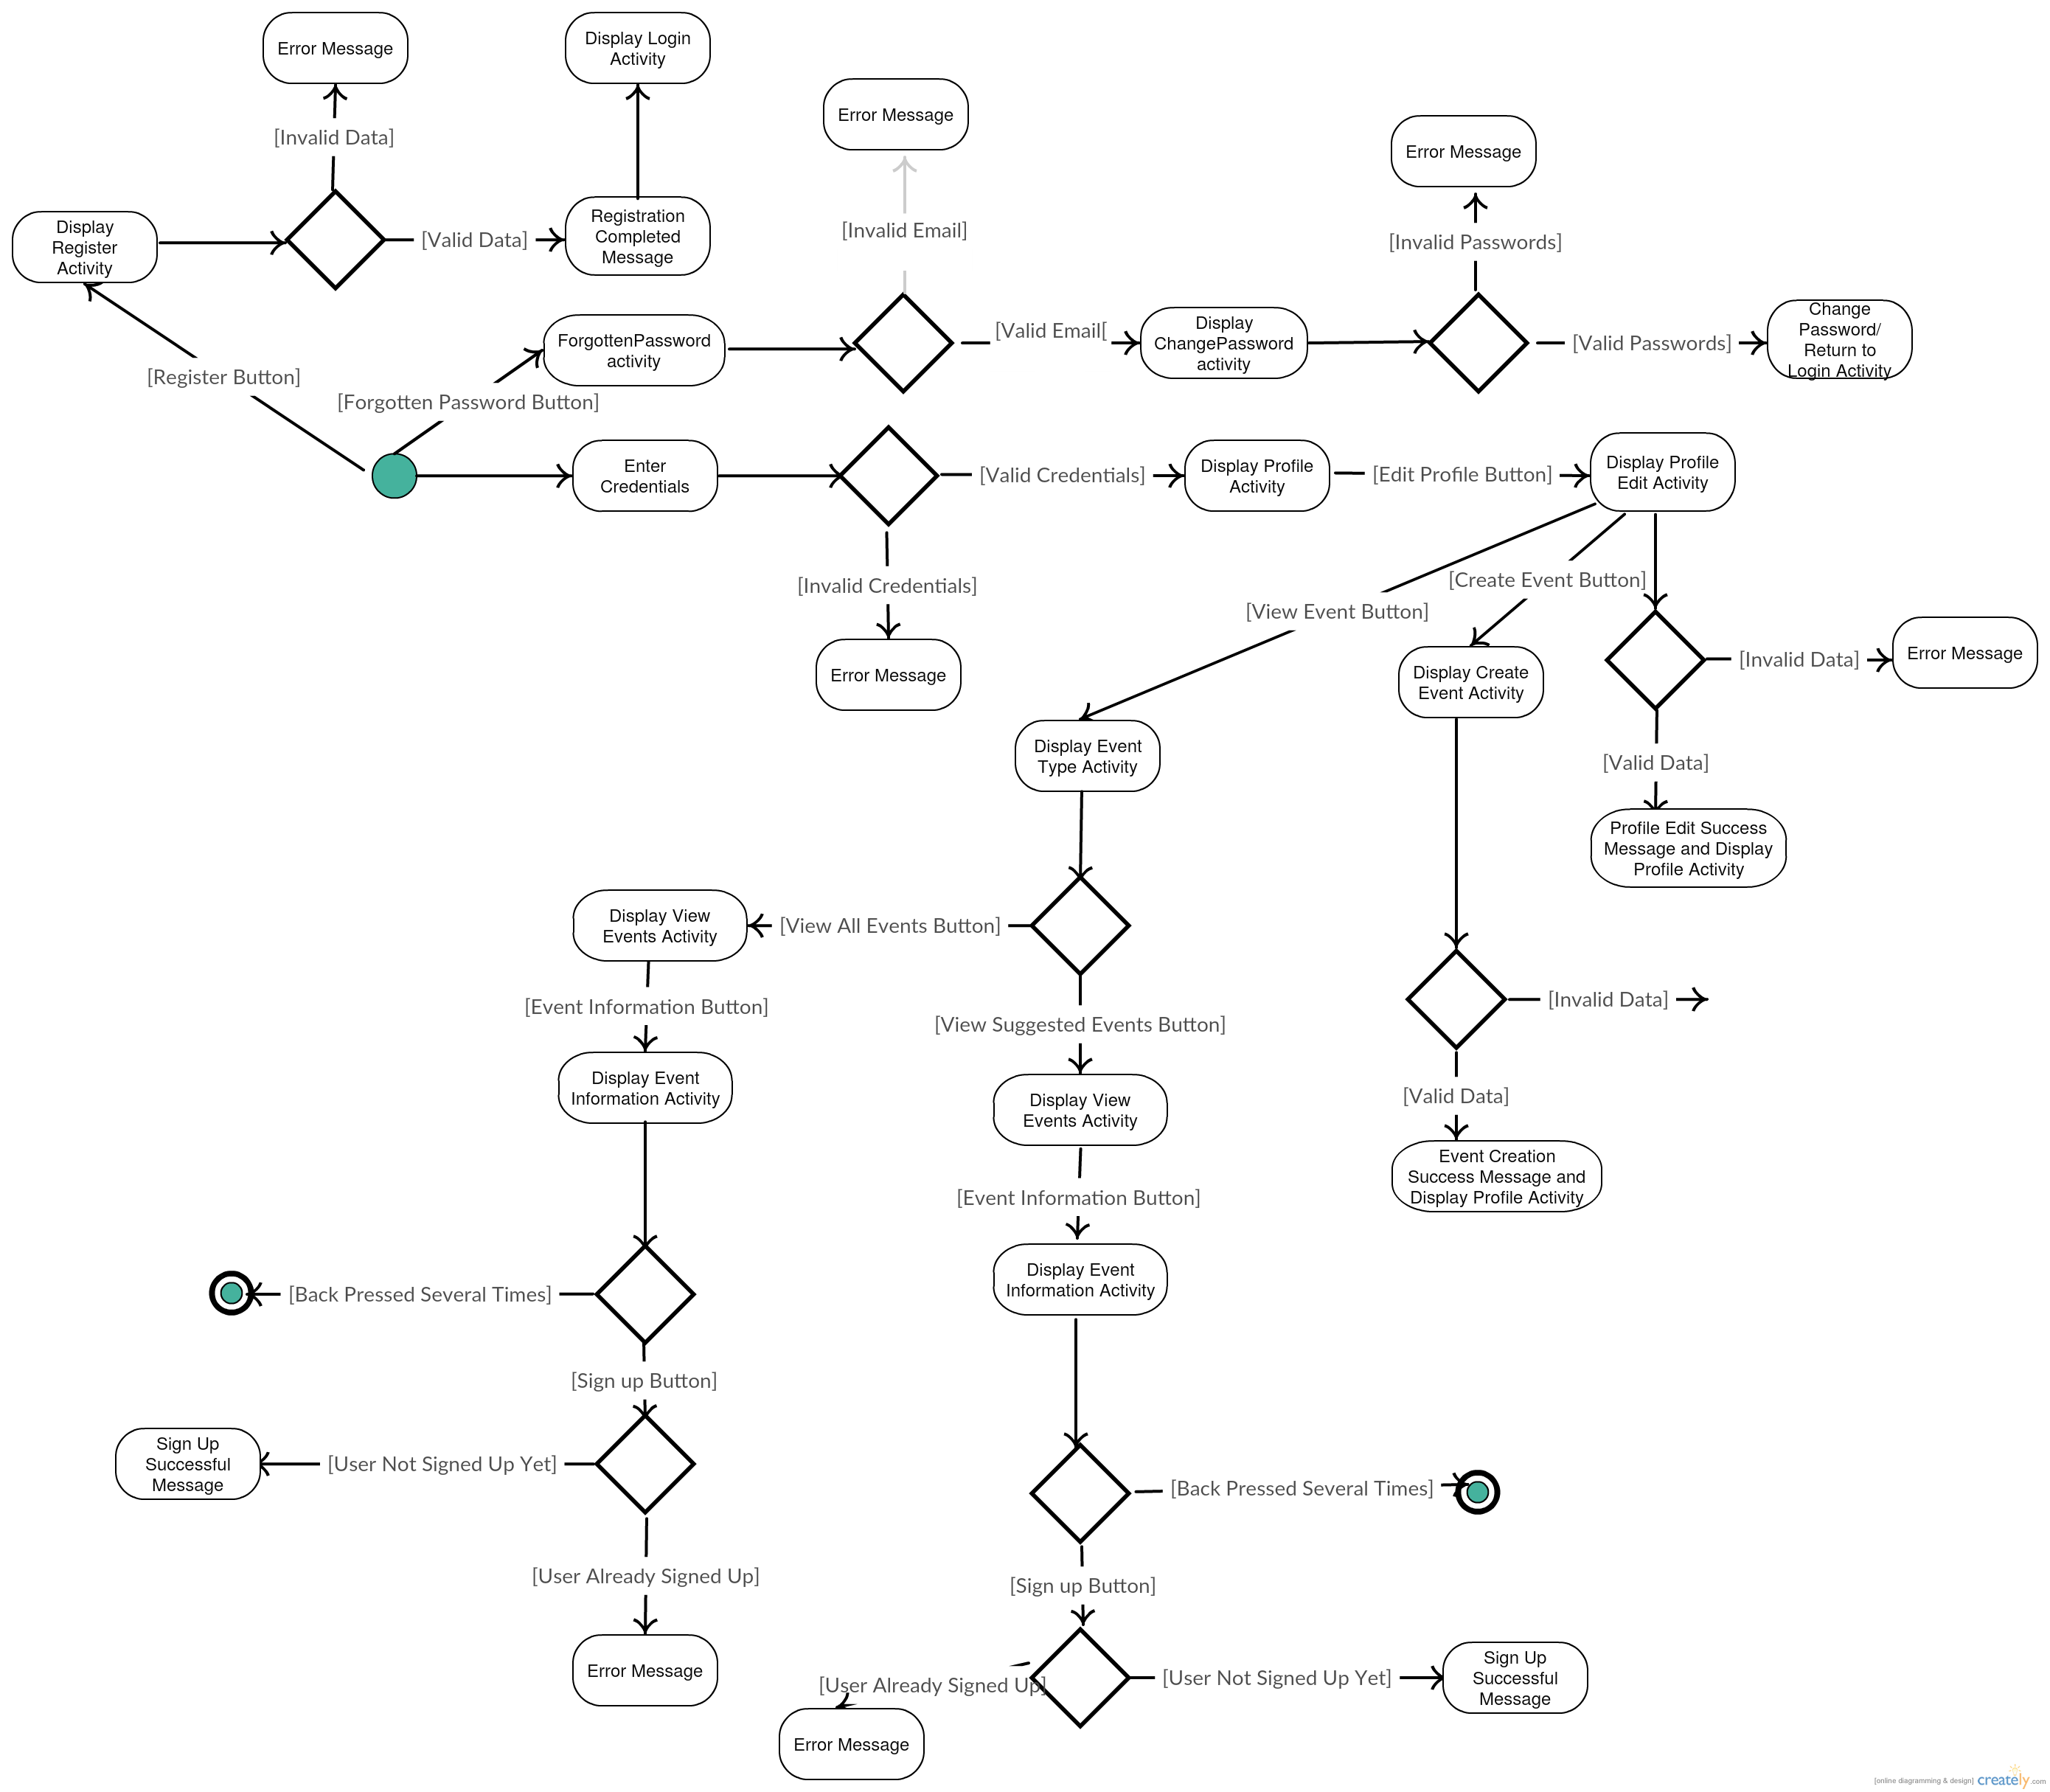 Error Message
Display Login
Activity
Error Message
[Invalid Data]
Error Message
Display
Register
Activity
[Valid Data]
Registration
Completed
Message
[Invalid Email]
[Invalid Passwords]
ForgottenPassword
activity
[Valid Email[
Display
ChangePassword
activity
[Valid Passwords]
Change
Password/
Return to
Login Activity
[Register Button]
[Forgotten Password Button]
Enter
Credentials
[Valid Credentials]
Display Profile
Activity
[Edit Profile Button]
Display Profile
Edit Activity
[Invalid Credentials]
[Create Event Button]
[View Event Button]
Error Message
Display Create
Event Activity
[Invalid Data]
Error Message
Display Event
Type Activity
[Valid Data]
Profile Edit Success
Message and Display
Profile Activity
Display View
Events Activity
[View All Events Button]
[Event Information Button]
[View Suggested Events Button]
[Invalid Data]
Display Event
Information Activity
Display View
Events Activity
[Valid Data]
Event Creation
Success Message and
Display Profile Activity
[Event Information Button]
Display Event
Information Activity
[Back Pressed Several Times]
[Sign up Button]
Sign Up
Successful
Message
[User Not Signed Up Yet]
[Back Pressed Several Times]
[User Already Signed Up]
[Sign up Button]
Error Message
[User Already Signed Up]
[User Not Signed Up Yet]
Sign Up
Successful
Message
Error Message
[online diagramming & design] creately.com